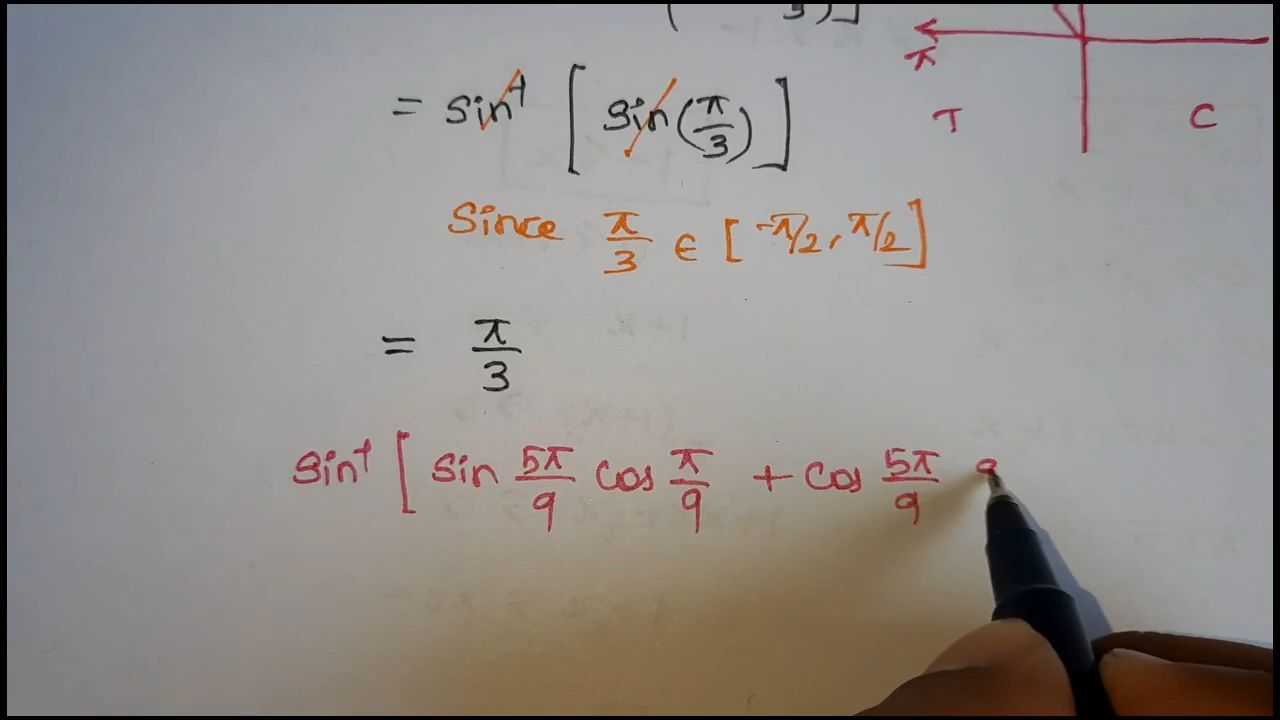 π
T C
= sin⁻¹ [ sin (π/3) ]
Since π/3 ∈ [ -π/2, π/2 ]
= π/3
sin⁻¹ [ sin 5π/9 cos π/9 + cos 5π/9